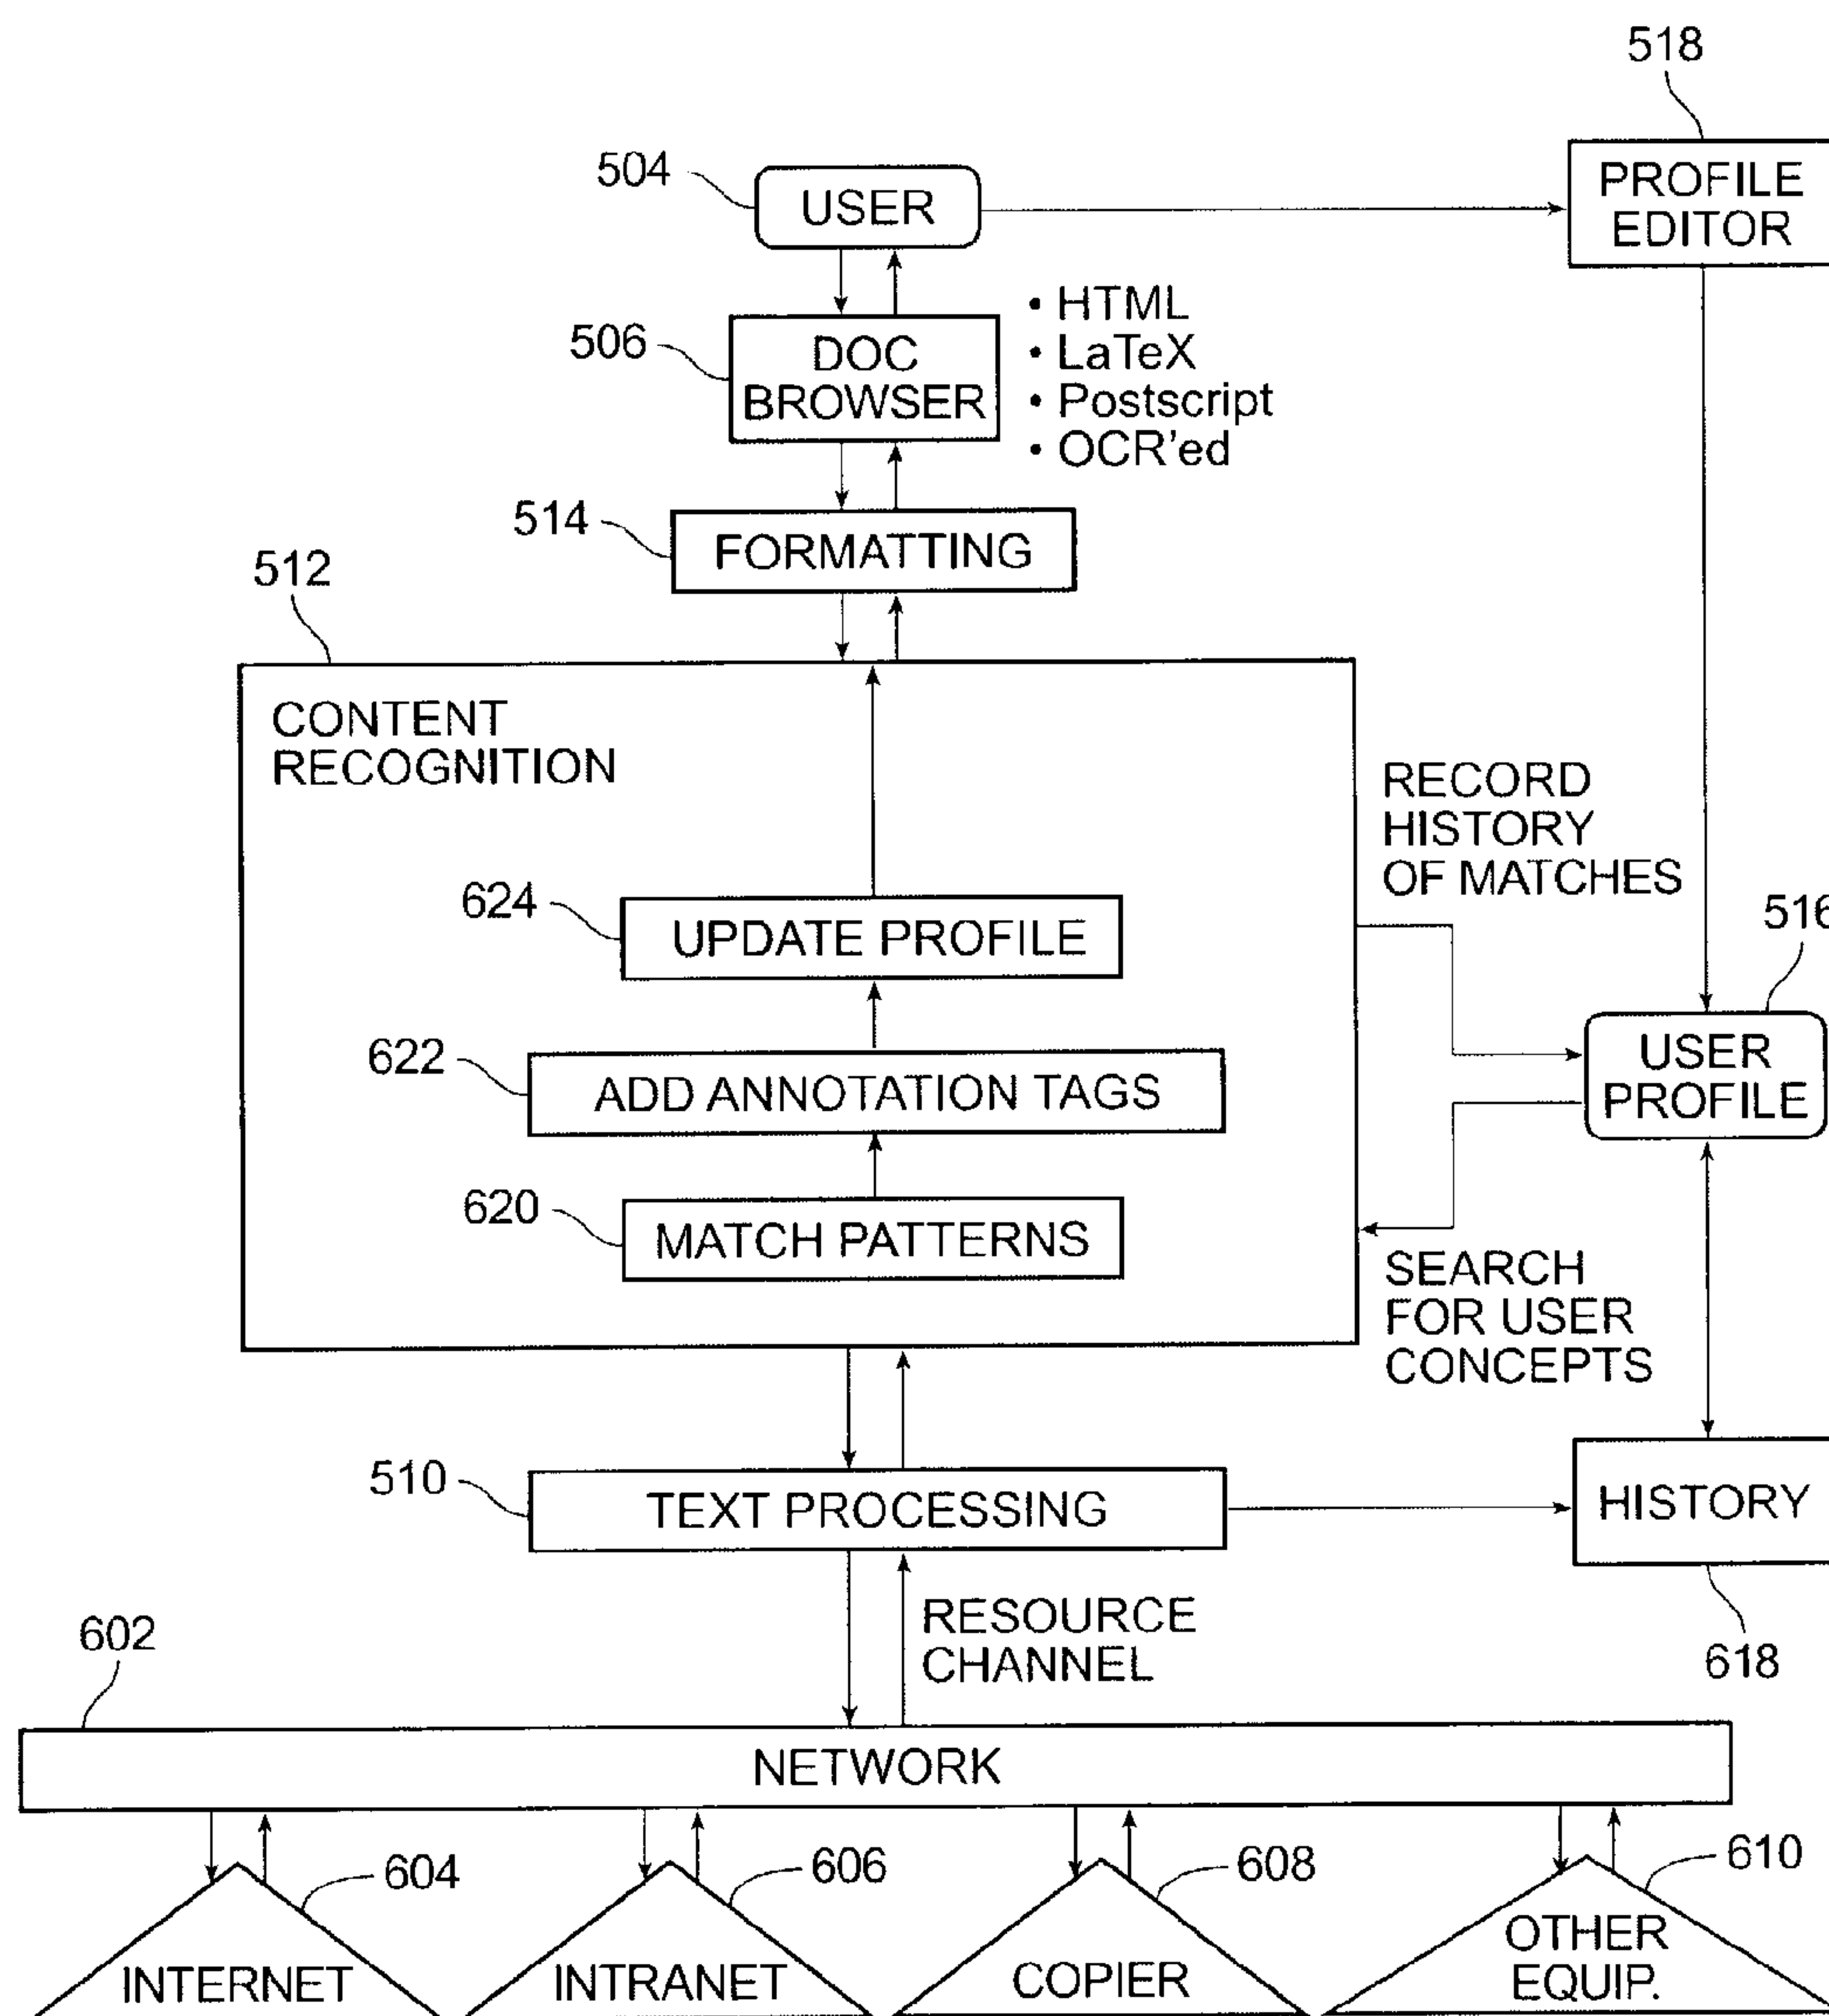 518
PROFILE
EDITOR
504
USER
506
DOC
BROWSER
• HTML
• LaTeX
• Postscript
• OCR'ed
514
FORMATTING
512
CONTENT
RECOGNITION
RECORD
HISTORY
OF MATCHES
624
UPDATE PROFILE
516
USER
PROFILE
622
ADD ANNOTATION TAGS
620
MATCH PATTERNS
SEARCH
FOR USER
CONCEPTS
510
TEXT PROCESSING
HISTORY
618
RESOURCE
CHANNEL
602
NETWORK
604
INTERNET
606
INTRANET
608
COPIER
610
OTHER
EQUIP.